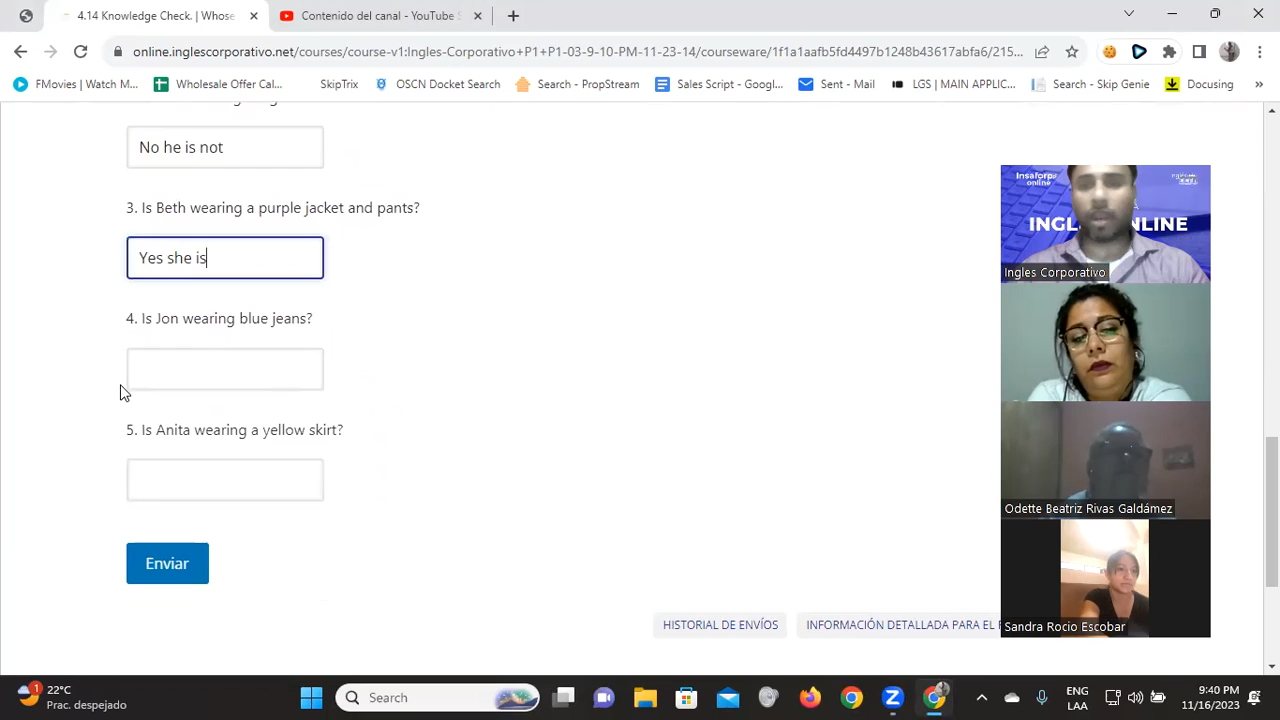 4.14 Knowledge Check. | Whose
Contenido del canal - YouTube S
online.inglescorporativo.net/courses/course-v1:Ingles-Corporativo+P1+P1-03-9-10-PM-11-23-14/courseware/1f1a1aafb5fd4497b1248b43617abfa6/215...
FMovies | Watch M...
Wholesale Offer Cal...
SkipTrix
OSCN Docket Search
Search - PropStream
Sales Script - Googl...
Sent - Mail
LGS | MAIN APPLIC...
Search - Skip Genie
Docusing
»
No he is not
3. Is Beth wearing a purple jacket and pants?
Yes she is
4. Is Jon wearing blue jeans?
5. Is Anita wearing a yellow skirt?
Enviar
HISTORIAL DE ENVÍOS
INFORMACIÓN DETALLADA PARA EL
Insaforp
online
INGL
NLINE
Ingles Corporativo
Odette Beatriz Rivas Galdámez
Sandra Rocio Escobar
1
22°C
Prac. despejado
Search
ENG
LAA
9:40 PM
11/16/2023